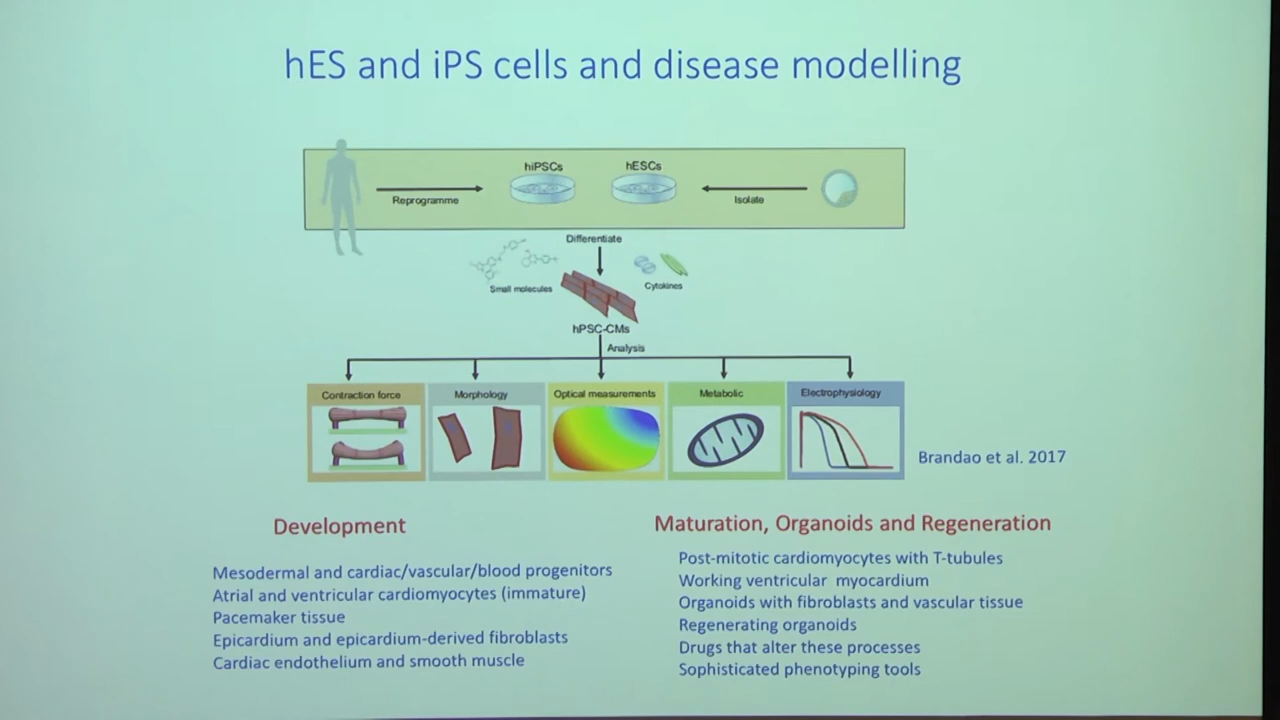 hES and iPS cells and disease modelling
hiPSCs
hESCs
Reprogramme
Isolate
Differentiate
Small molecules
Cytokines
hPSC-CMs
Analysis
Contraction force
Morphology
Optical measurements
Metabolic
Electrophysiology
Brandao et al. 2017
Development
Mesodermal and cardiac/vascular/blood progenitors
Atrial and ventricular cardiomyocytes (immature)
Pacemaker tissue
Epicardium and epicardium-derived fibroblasts
Cardiac endothelium and smooth muscle
Maturation, Organoids and Regeneration
Post-mitotic cardiomyocytes with T-tubules
Working ventricular myocardium
Organoids with fibroblasts and vascular tissue
Regenerating organoids
Drugs that alter these processes
Sophisticated phenotyping tools